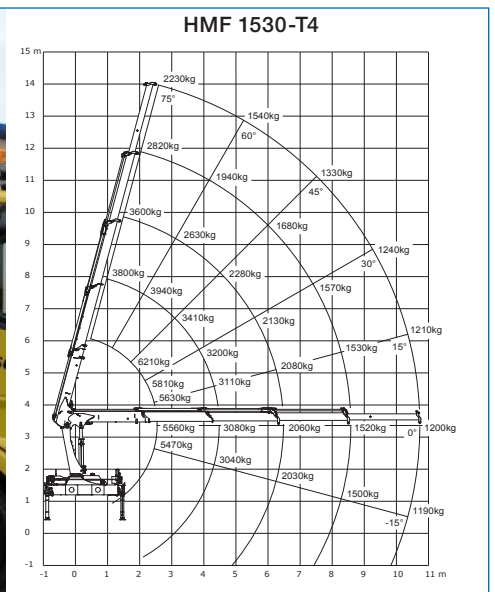 HMF 1530-T4
15 m
14
13
12
11
10
9
8
7
6
5
4
3
2
1
0
-1
2230kg
75°
1540kg
60°
2820kg
1940kg
1330kg
45°
3600kg
2630kg
1680kg
1240kg
30°
3800kg
3940kg
2280kg
1570kg
3410kg
2130kg
1210kg
15°
6210kg
3200kg
1530kg
5810kg
3110kg
2080kg
5630kg
5560kg
3080kg
2060kg
1520kg
0°
1200kg
5470kg
3040kg
2030kg
1500kg
1190kg
-15°
-1 0 1 2 3 4 5 6 7 8 9 10 11 m